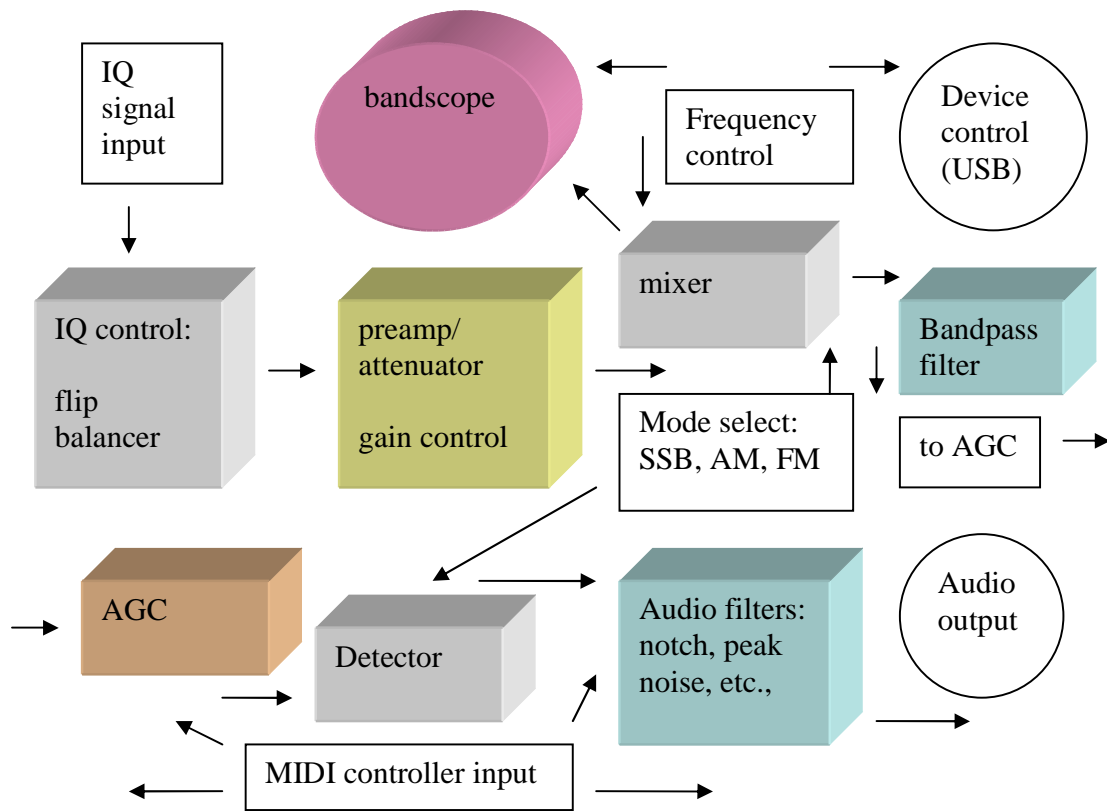 IQ
signal
input
bandscope
Frequency
control
Device
control
(USB)
IQ control:
flip
balancer
preamp/
attenuator
gain control
mixer
Bandpass
filter
Mode select:
SSB, AM, FM
to AGC
AGC
Detector
Audio filters:
notch, peak
noise, etc.,
Audio
output
MIDI controller input